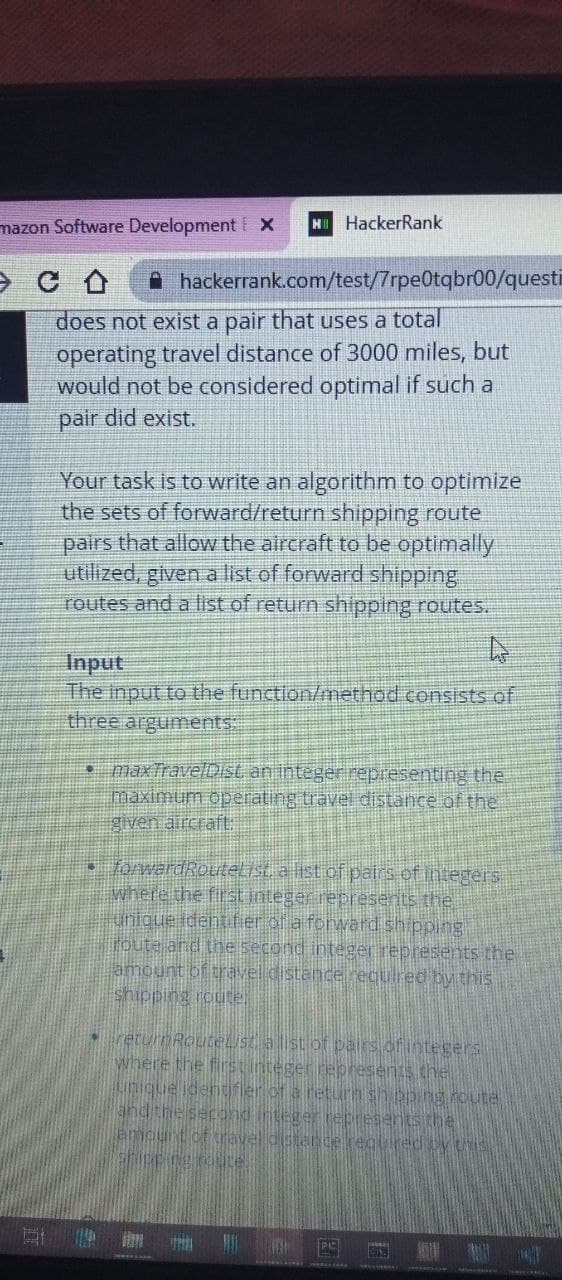 mazon Software Development E X
HackerRank
hackerrank.com/test/7rpe0tqbr00/questi
does not exist a pair that uses a total
operating travel distance of 3000 miles, but
would not be considered optimal if such a
pair did exist.
Your task is to write an algorithm to optimize
the sets of forward/return shipping route
pairs that allow the aircraft to be optimally
utilized, given a list of forward shipping
routes and a list of return shipping routes.
Input
The input to the function/method consists of
three arguments:
• maxTravelDist, an integer representing the
maximum operating travel distance of the
given aircraft;
• forwardRouteList, a list of pairs of integers
where the first integer represents the
unique identifier of a forward shipping
route and the second integer represents the
amount of travel distance required by this
shipping route;
• returnRouteList, a list of pairs of integers
where the first integer represents the
unique identifier of a return shipping route
and the second integer represents the
amount of travel distance required by this
shipping route.
PC